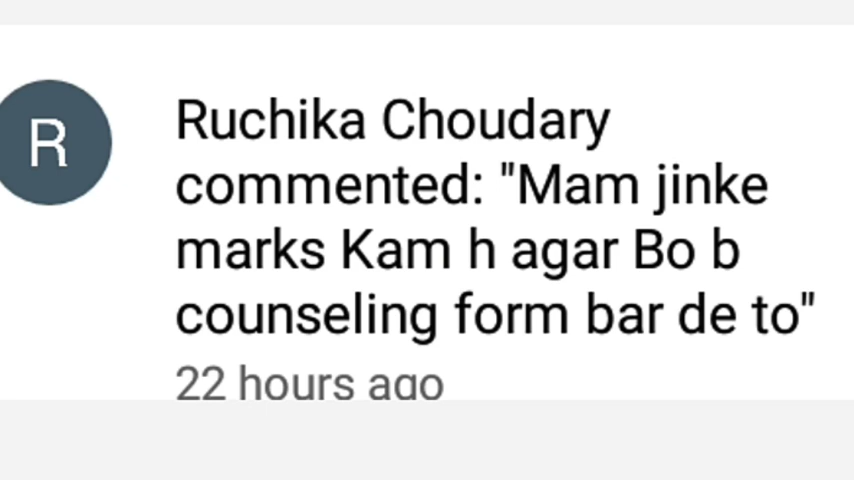 R
Ruchika Choudary
commented: "Mam jinke
marks Kam h agar Bo b
counseling form bar de to"
22 hours ago